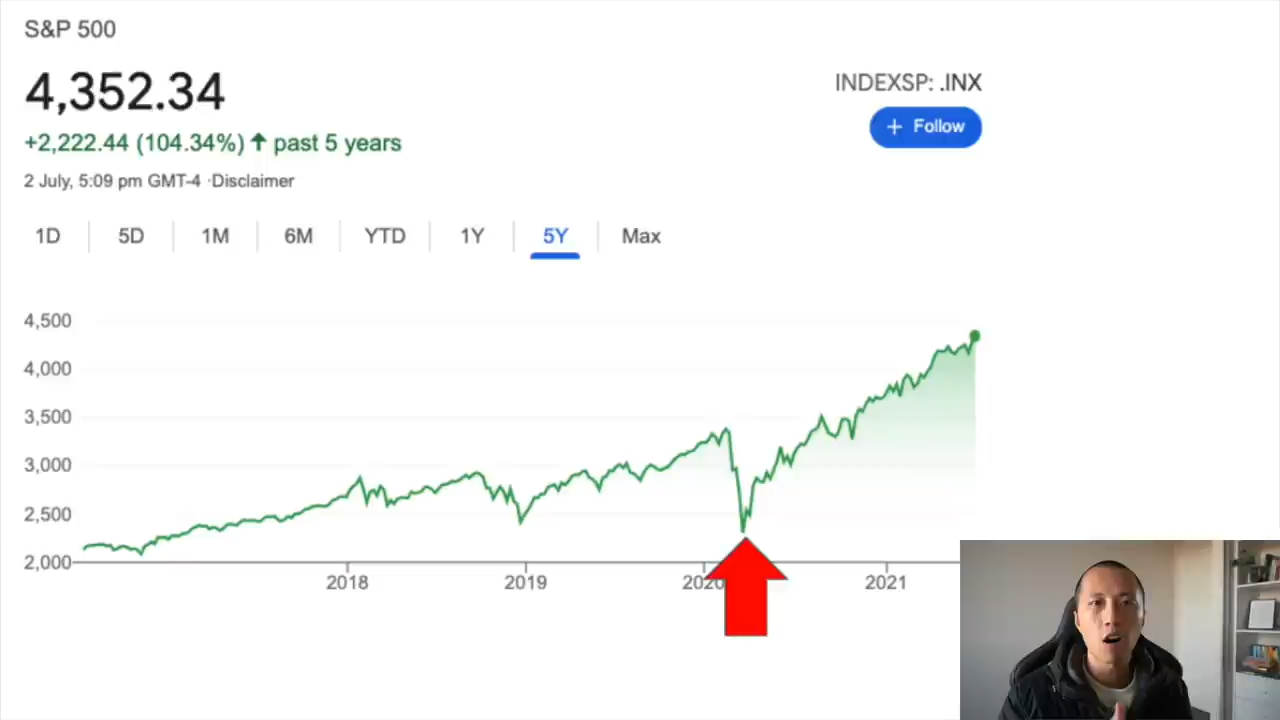 S&P 500
4,352.34
INDEXSP: .INX
+ Follow
+2,222.44 (104.34%) ↑ past 5 years
2 July, 5:09 pm GMT-4 ·Disclaimer
1D 5D 1M 6M YTD 1Y 5Y Max
4,500
4,000
3,500
3,000
2,500
2,000
2018 2019 2020 2021